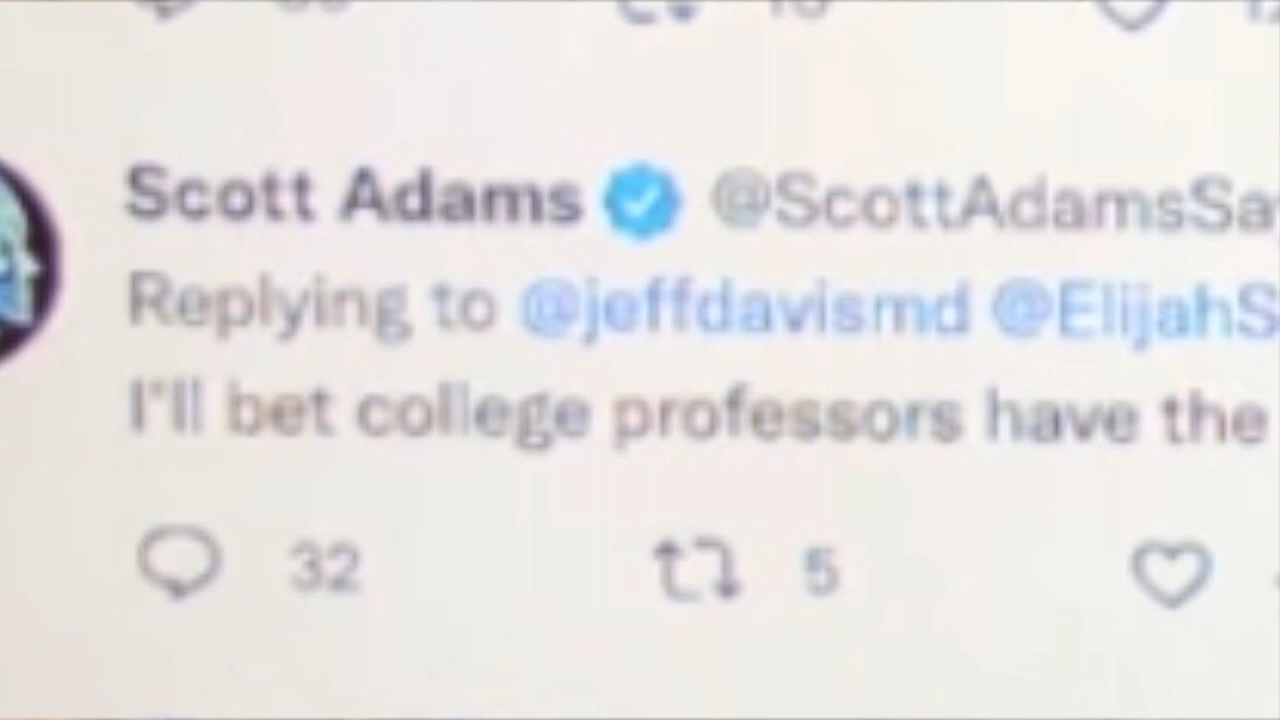 Scott Adams @ScottAdamsSa
Replying to @jeffdavismd @ElijahS
I'll bet college professors have the
32 5